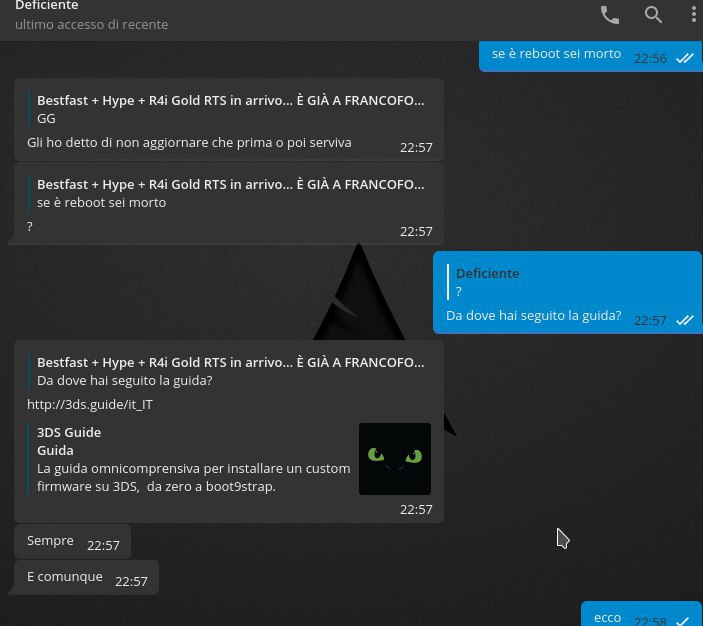 Deficiente
ultimo accesso di recente
se è reboot sei morto 22:56
Bestfast + Hype + R4i Gold RTS in arrivo... È GIÀ A FRANCOFO...
GG
Gli ho detto di non aggiornare che prima o poi serviva
22:57
Bestfast + Hype + R4i Gold RTS in arrivo... È GIÀ A FRANCOFO...
se è reboot sei morto
?
22:57
Deficiente
?
Da dove hai seguito la guida? 22:57
Bestfast + Hype + R4i Gold RTS in arrivo... È GIÀ A FRANCOFO...
Da dove hai seguito la guida?
http://3ds.guide/it_IT
3DS Guide
Guida
La guida omnicomprensiva per installare un custom
firmware su 3DS,  da zero a boot9strap.
22:57
Sempre 22:57
E comunque 22:57
ecco 22:58